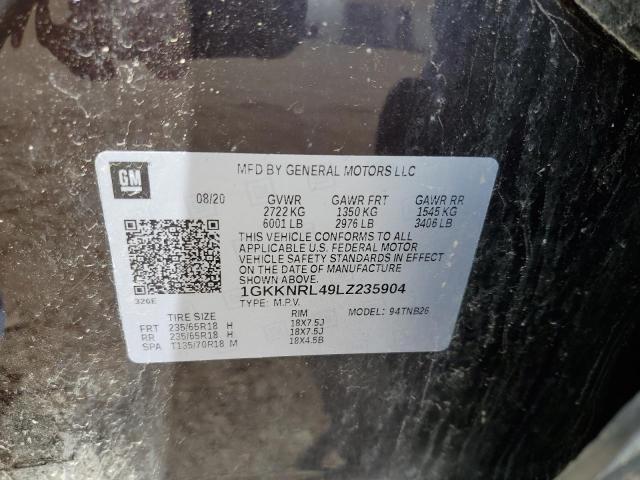 MFD BY GENERAL MOTORS LLC
GM
08/20 GVWR GAWR FRT GAWR RR
2722 KG 1350 KG 1545 KG
6001 LB 2976 LB 3406 LB
THIS VEHICLE CONFORMS TO ALL
APPLICABLE U.S. FEDERAL MOTOR
VEHICLE SAFETY STANDARDS IN EFFECT
ON THE DATE OF MANUFACTURE
SHOWN ABOVE.
1GKKNRL49LZ235904
326E
TYPE: M.P.V. MODEL: 94TNB26
TIRE SIZE RIM
FRT 235/65R18 H 18X7.5J
RR 235/65R18 H 18X7.5J
SPA T135/70R18 M 18X4.5B